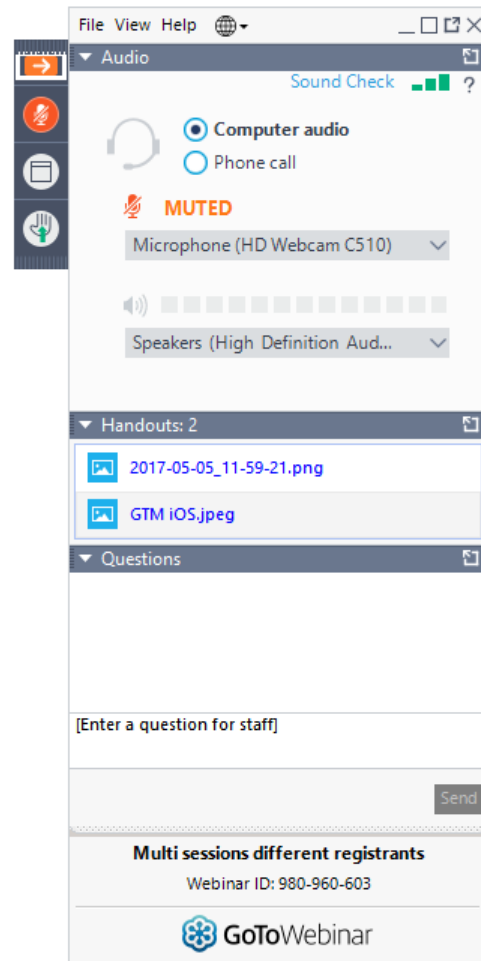 File View Help
Audio
Sound Check ?
Computer audio
Phone call
MUTED
Microphone (HD Webcam C510)
Speakers (High Definition Aud...
Handouts: 2
2017-05-05_11-59-21.png
GTM iOS.jpeg
Questions
[Enter a question for staff]
Send
Multi sessions different registrants
Webinar ID: 980-960-603
GoToWebinar